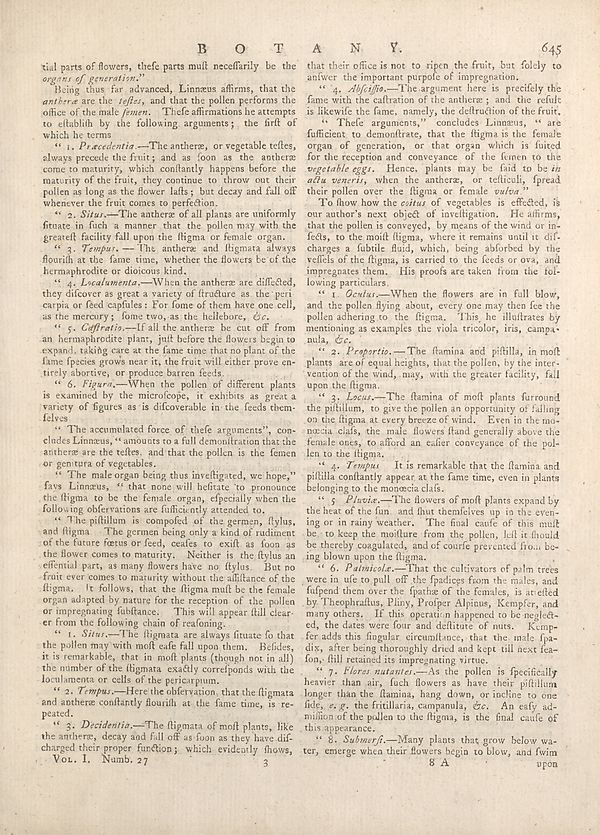 B O T A N Y. 645
tial parts of flowers, theſe parts muſt neceſſarily be the
organs of generation."
Being thus far advanced, Linnæus affirms, that the
antheræ are the teſtes, and that the pollen performs the
office of the male ſemen. Theſe affirmations he attempts
to eſtabliſh by the following arguments; the firſt of
which he terms
“ 1. Præcedentia.—The antheræ, or vegetable teſtes,
always precede the fruit; and as ſoon as the antheræ
come to maturity, which conſtantly happens before the
maturity of the fruit, they continue to throw out their
pollen as long as the flower laſts; but decay and fall off
whenever the fruit comes to perfection.
“ 2. Situs.—The antheræ of all plants are uniformly
ſituate in ſuch a manner that the pollen may with the
greateſt facility fall upon the ſtigma or female organ.
“ 3. Tempus.—The antheræ and ſtigmata always
flouriſh at the ſame time, whether the flowers be of the
hermaphrodite or dioicous kind.
“ 4. Loculamenta.—When the antheræ are diſſected,
they diſcover as great a variety of ſtructure as the peri
carpia or ſeed capſules: For ſome of them have one cell,
as the mercury; ſome two, as the hellebore, &c.
“ 5. Caſtratio.—If all the antheræ be cut off from
an hermaphrodite plant, juſt before the flowers begin to
expand, taking care at the ſame time that no plant of the
ſame ſpecies grows near it, the fruit will either prove en-
tirely abortive, or produce barren ſeeds.
“ 6. Figura.—When the pollen of different plants
is examined by the microſcope, it exhibits as great a
variety of figures as is diſcoverable in the ſeeds them-
ſelves
“ The accumulated force of theſe arguments”, con-
cludes Linnæus, “ amounts to a full demonſtration that the
antheræ are the teſtes, and that the pollen is the ſemen
or genitura of vegetables.
“ The male organ being thus inveſtigated, we hope,”
ſays Linnæus, “ that none will heſitate to pronounce
the ſtigma to be the female organ, eſpecially when the
following obſervations are ſufficiently attended to.
“ The piſtillum is compoſed of the germen, ſtylus,
and ſtigma The germen being only a kind of rudiment
of the future fœtus or ſeed, ceaſes to exiſt as ſoon as
the flower comes to maturity. Neither is the ſtylus an
eſſential part, as many flowers have no ſtylus. But no
fruit ever comes to maturity without the aſſiſtance of the
ſtigma. It follows, that the ſtigma muſt be the female
organ adapted by nature for the reception of the pollen
or impregnating ſubſtance. This will appear ſtill clear-
er from the following chain of reaſoning.
“ 1. Situs.—The ſtigmata are always ſituate ſo that
the pollen may with moſt eaſe fall upon them. Beſides,
it is remarkable, that in moſt plants (though not in all)
the number of the ſtigmata exactly correſponds with the
loculamenta or cells of the pericarpium.
“ 2. Tempus.—Here the obſervation, that the ſtigmata
and antheræ conſtantly flouriſh at the ſame time, is re-
peated.
“ 3. Decidentia.—The ſtigmata of moſt plants, like
the antheræ, decay and fall off as ſoon as they have diſ-
charged their proper function; which evidently ſhows,
Vol. I. Numb. 27 3
that their office is not to ripen the fruit, but ſolely to
anſwer the important purpoſe of impregnation.
“ 4. Abſciſſio.—The argument here is preciſely the
ſame with the caſtration of the antheræ; and the reſult
is likewiſe the ſame, namely, the deſtruction of the fruit.
“ Theſe arguments,” concludes Linnæus, “ are
ſufficient to demonſtrate, that the ſtigma is the female
organ of generation, or that organ which is ſuited
for the reception and conveyance of the ſemen to the
vegetable eggs. Hence, plants may be ſaid to be in
actu veneris, when the antheræ, or teſticuli, ſpread
their pollen over the ſtigma or female vulva.”
To ſhow how the coitus of vegetables is effected, is
our author's next object of inveſtigation. He affirms,
that the pollen is conveyed, by means of the wind or in-
ſects, to the moiſt ſtigma, where it remains until it diſ-
charges a ſubtile fluid, which, being abſorbed by the
veſſels of the ſtigma, is carried to the ſeeds or ova, and
impregnates them. His proofs are taken from the fol-
lowing particulars.
“ 1 Oculus.—When the flowers are in full blow,
and the pollen flying about, every one may then ſee the
pollen adhering to the ſtigma. This he illuſtrates by
mentioning as examples the viola tricolor, iris, campa-
nula, &c.
“ 2. Proportio.—The ſtamina and piſtilla, in moſt
plants are of equal heights, that the pollen, by the inter-
vention of the wind, may, with the greater facility, fall
upon the ſtigma.
“ 3. Locus.—The ſtamina of moſt plants ſurround
the piſtillum, to give the pollen an opportunity of falling
on the ſtigma at every breeze of wind. Even in the mo-
nœcia claſs, the male flowers ſtand generally above the
female ones, to afford an eaſier conveyance of the pol-
len to the ſtigma.
“ 4. Tempus It is remarkable that the ſtamina and
piſtilla conſtantly appear at the ſame time, even in plants
belonging to the monœcia claſs.
“ 5 Pluviæ.—The flowers of moſt plants expand by
the heat of the ſun and ſhut themſelves up in the even-
ing or in rainy weather. The final cauſe of this muſt
be to keep the moiſture from the pollen, leſt it ſhould
be thereby coagulated, and of courſe prevented from be-
ing blown upon the ſtigma.
“ 6. Palmicolæ.—That the cultivators of palm trees
were in uſe to pull off the ſpadices from the males, and
ſuſpend them over the ſpathæ of the females, is atteſted
by Theophraſtus, Pliny, Proſper Alpinus, Kempfer, and
many others. If this operation happened to be neglect-
ed, the dates were ſour and deſtitute of nuts. Kemp-
fer adds this ſingular circumſtance, that the male ſpa-
dix, after being thoroughly dried and kept till next ſea-
ſon, ſtill retained its impregnating virtue.
“ 7. Flores nutantes.—As the pollen is ſpecifically
heavier than air, ſuch flowers as have their piſtillum
longer than the ſtamina, hang down, or incline to one
ſide, e. g. the fritillaria, campanula, &c. An eaſy ad-
miſſion of the pollen to the ſtigma, is the final cauſe of
this appearance.
“ 8. Submerſi.—Many plants that grow below wa-
ter, emerge when their flowers begin to blow, and ſwim
8 A upon